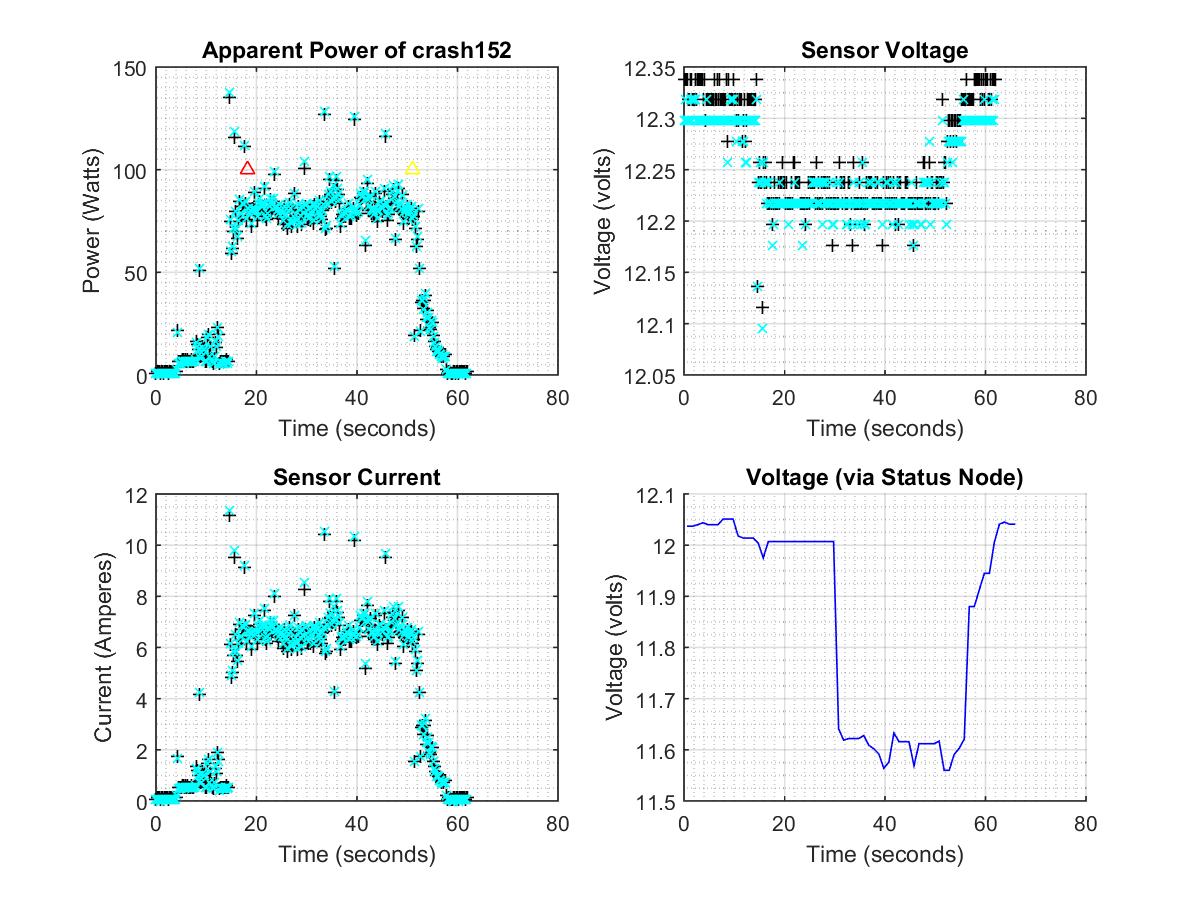 Apparent Power of crash152
150
100
50
0
0 20 40 60 80
Power (Watts)
Time (seconds)
Sensor Voltage
12.35
12.3
12.25
12.2
12.15
12.1
12.05
0 20 40 60 80
Voltage (volts)
Time (seconds)
Sensor Current
12
10
8
6
4
2
0
0 20 40 60 80
Current (Amperes)
Time (seconds)
Voltage (via Status Node)
12.1
12
11.9
11.8
11.7
11.6
11.5
0 20 40 60 80
Voltage (volts)
Time (seconds)